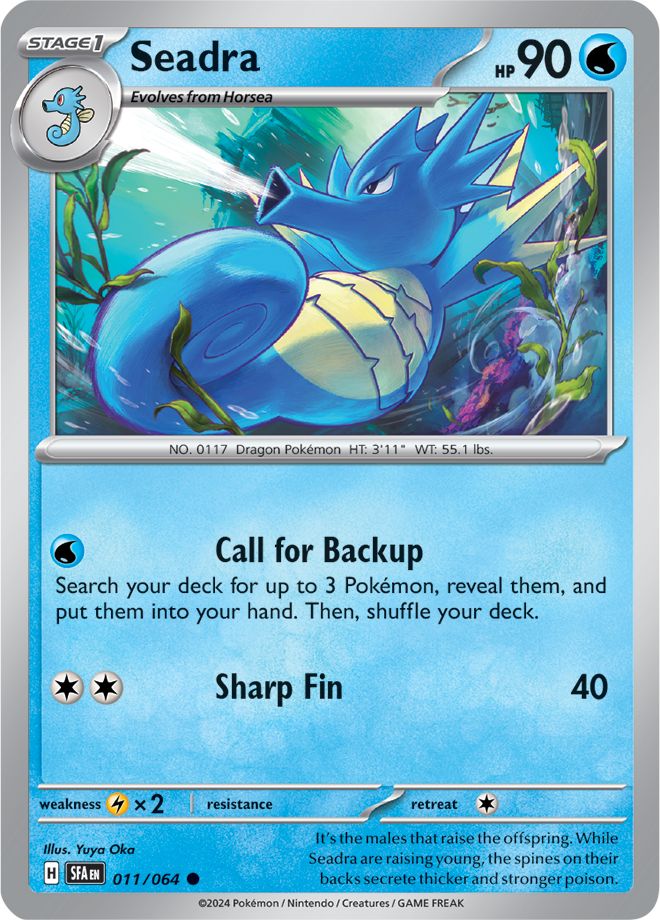 STAGE 1
Seadra
HP 90
Evolves from Horsea
NO. 0117 Dragon Pokémon HT: 3'11" WT: 55.1 lbs.
Call for Backup
Search your deck for up to 3 Pokémon, reveal them, and
put them into your hand. Then, shuffle your deck.
Sharp Fin 40
weakness ×2 resistance retreat
Illus. Yuya Oka
It's the males that raise the offspring. While
Seadra are raising young, the spines on their
backs secrete thicker and stronger poison.
H SFA EN 011/064
©2024 Pokémon / Nintendo / Creatures / GAME FREAK